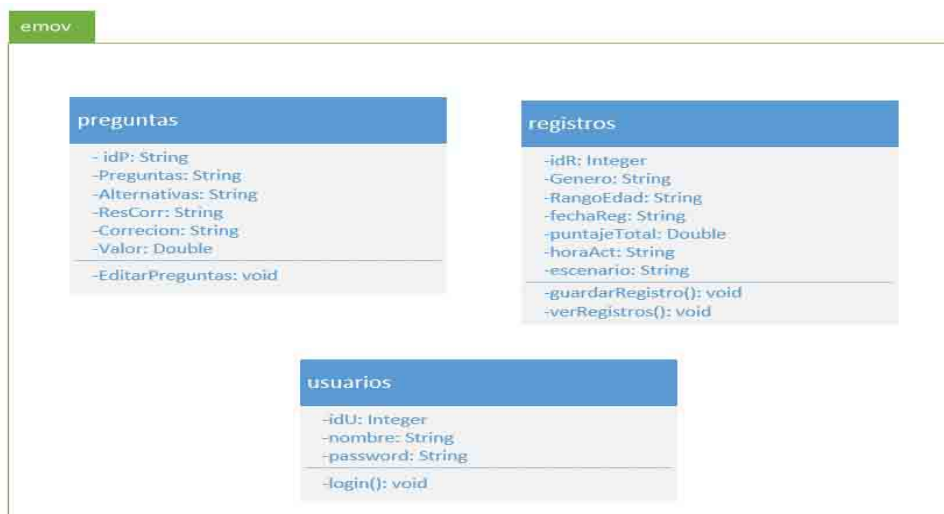 emov
preguntas
- idP: String
-Preguntas: String
-Alternativas: String
-ResCorr: String
-Correcion: String
-Valor: Double
-EditarPreguntas: void
registros
-idR: Integer
-Genero: String
-RangoEdad: String
-fechaReg: String
-puntajeTotal: Double
-horaAct: String
-escenario: String
-guardarRegistro(): void
-verRegistros(): void
usuarios
-idU: Integer
-nombre: String
-password: String
-login(): void